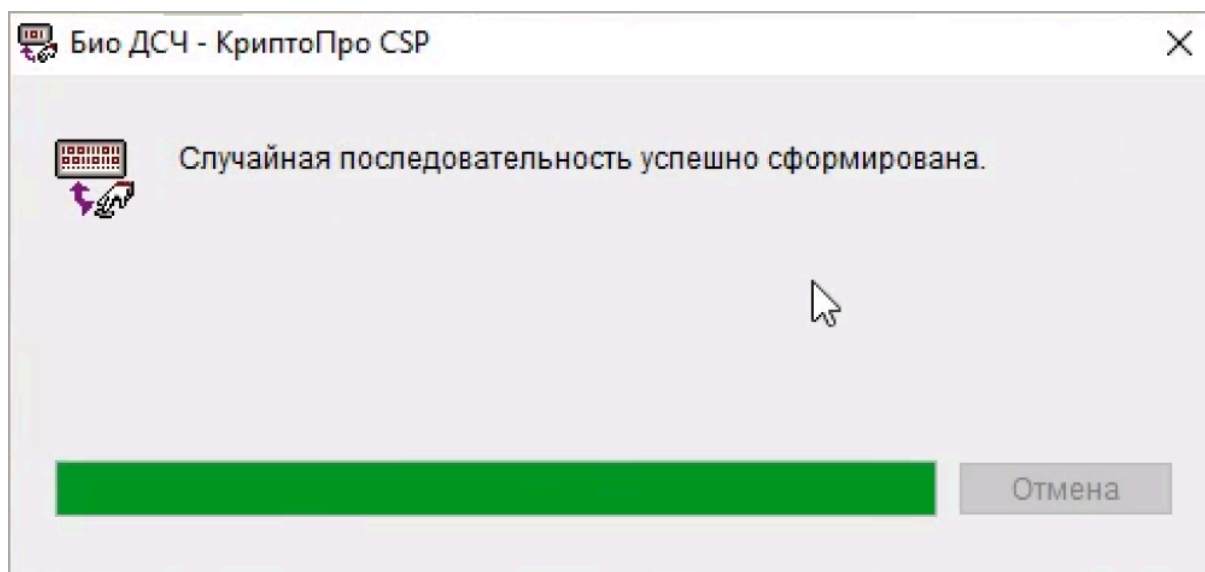 Био ДСЧ - КриптоПро CSP
Случайная последовательность успешно сформирована.
Отмена